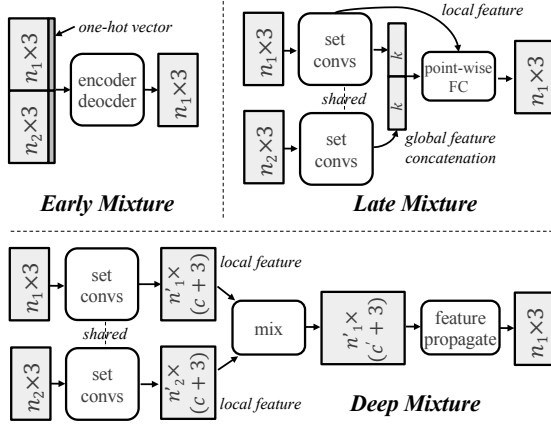 one-hot vector
n₁×3
n₂×3
encoder
deocder
n₁×3
Early Mixture
local feature
n₁×3
set
convs
k
point-wise
FC
n₁×3
shared
n₂×3
set
convs
k
global feature
concatenation
Late Mixture
n₁×3
set
convs
n′₁×
(c + 3)
local feature
shared
mix
n′₁×
(c′ + 3)
feature
propagate
n₁×3
n₂×3
set
convs
n′₂×
(c + 3)
local feature
Deep Mixture